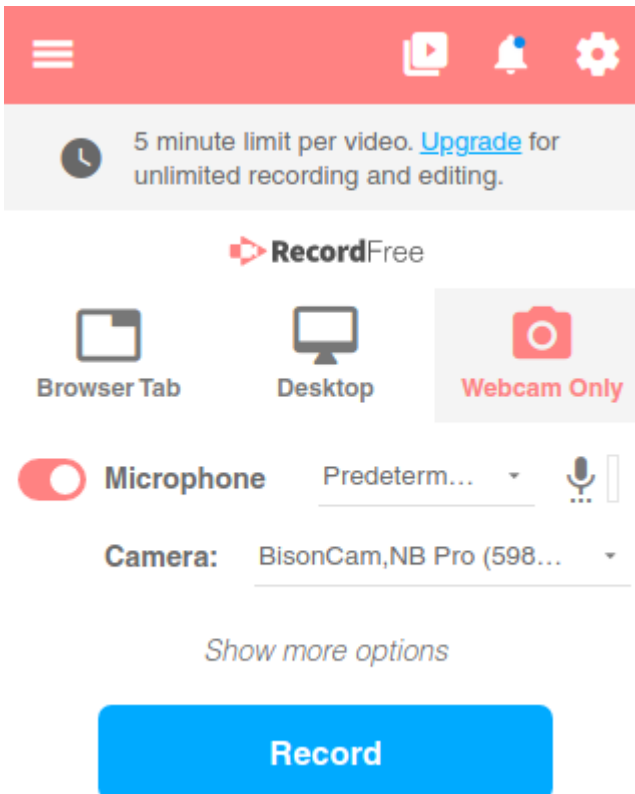 5 minute limit per video. Upgrade for
unlimited recording and editing.
RecordFree
Browser Tab
Desktop
Webcam Only
Microphone
Predeterm...
Camera:
BisonCam,NB Pro (598...
Show more options
Record